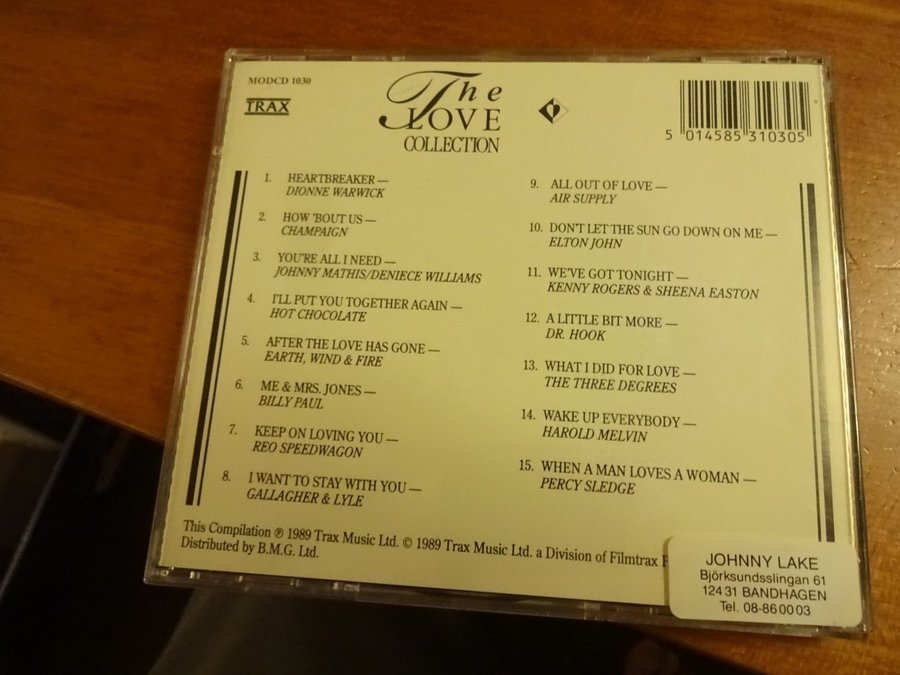 MODCD 1030
TRAX
The
LOVE
COLLECTION
5 014585 310305
1. HEARTBREAKER —
DIONNE WARWICK
2. HOW 'BOUT US —
CHAMPAIGN
3. YOU'RE ALL I NEED —
JOHNNY MATHIS/DENIECE WILLIAMS
4. I'LL PUT YOU TOGETHER AGAIN —
HOT CHOCOLATE
5. AFTER THE LOVE HAS GONE —
EARTH, WIND & FIRE
6. ME & MRS. JONES —
BILLY PAUL
7. KEEP ON LOVING YOU —
REO SPEEDWAGON
8. I WANT TO STAY WITH YOU —
GALLAGHER & LYLE
9. ALL OUT OF LOVE —
AIR SUPPLY
10. DON'T LET THE SUN GO DOWN ON ME —
ELTON JOHN
11. WE'VE GOT TONIGHT —
KENNY ROGERS & SHEENA EASTON
12. A LITTLE BIT MORE —
DR. HOOK
13. WHAT I DID FOR LOVE —
THE THREE DEGREES
14. WAKE UP EVERYBODY —
HAROLD MELVIN
15. WHEN A MAN LOVES A WOMAN —
PERCY SLEDGE
This Compilation ℗ 1989 Trax Music Ltd. © 1989 Trax Music Ltd. a Division of Filmtrax
Distributed by B.M.G. Ltd.
JOHNNY LAKE
Björksundsslingan 61
124 31 BANDHAGEN
Tel. 08-86 00 03